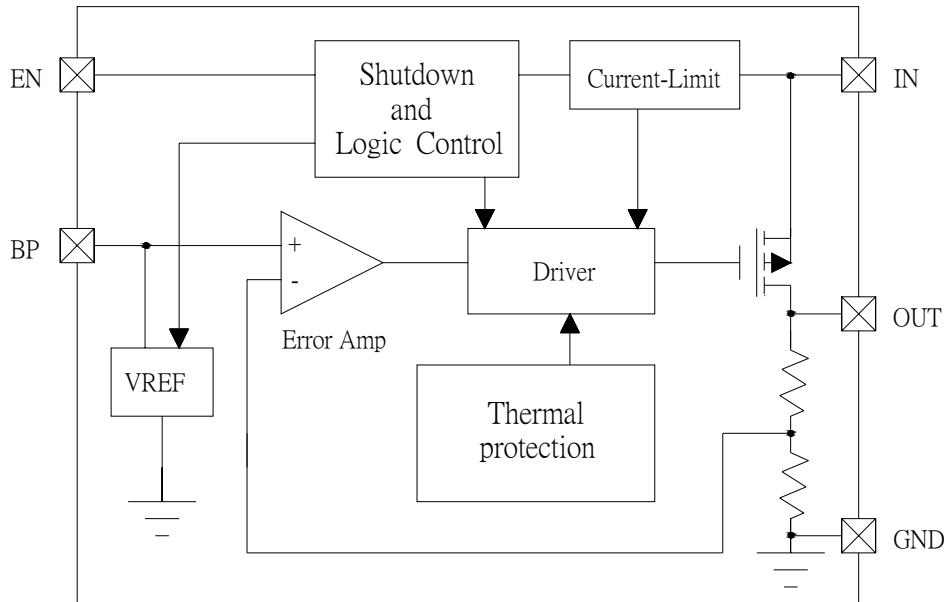 EN
Shutdown
and
Logic Control
Current-Limit
IN
BP
+
-
Error Amp
Driver
OUT
VREF
Thermal
protection
GND